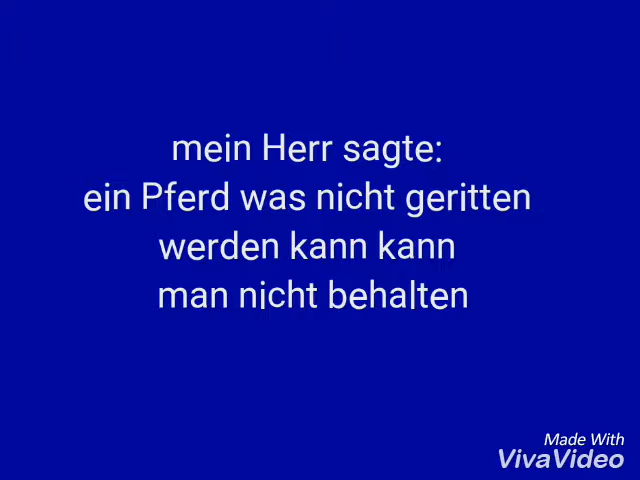 mein Herr sagte:
ein Pferd was nicht geritten
werden kann kann
man nicht behalten
Made With
VivaVideo